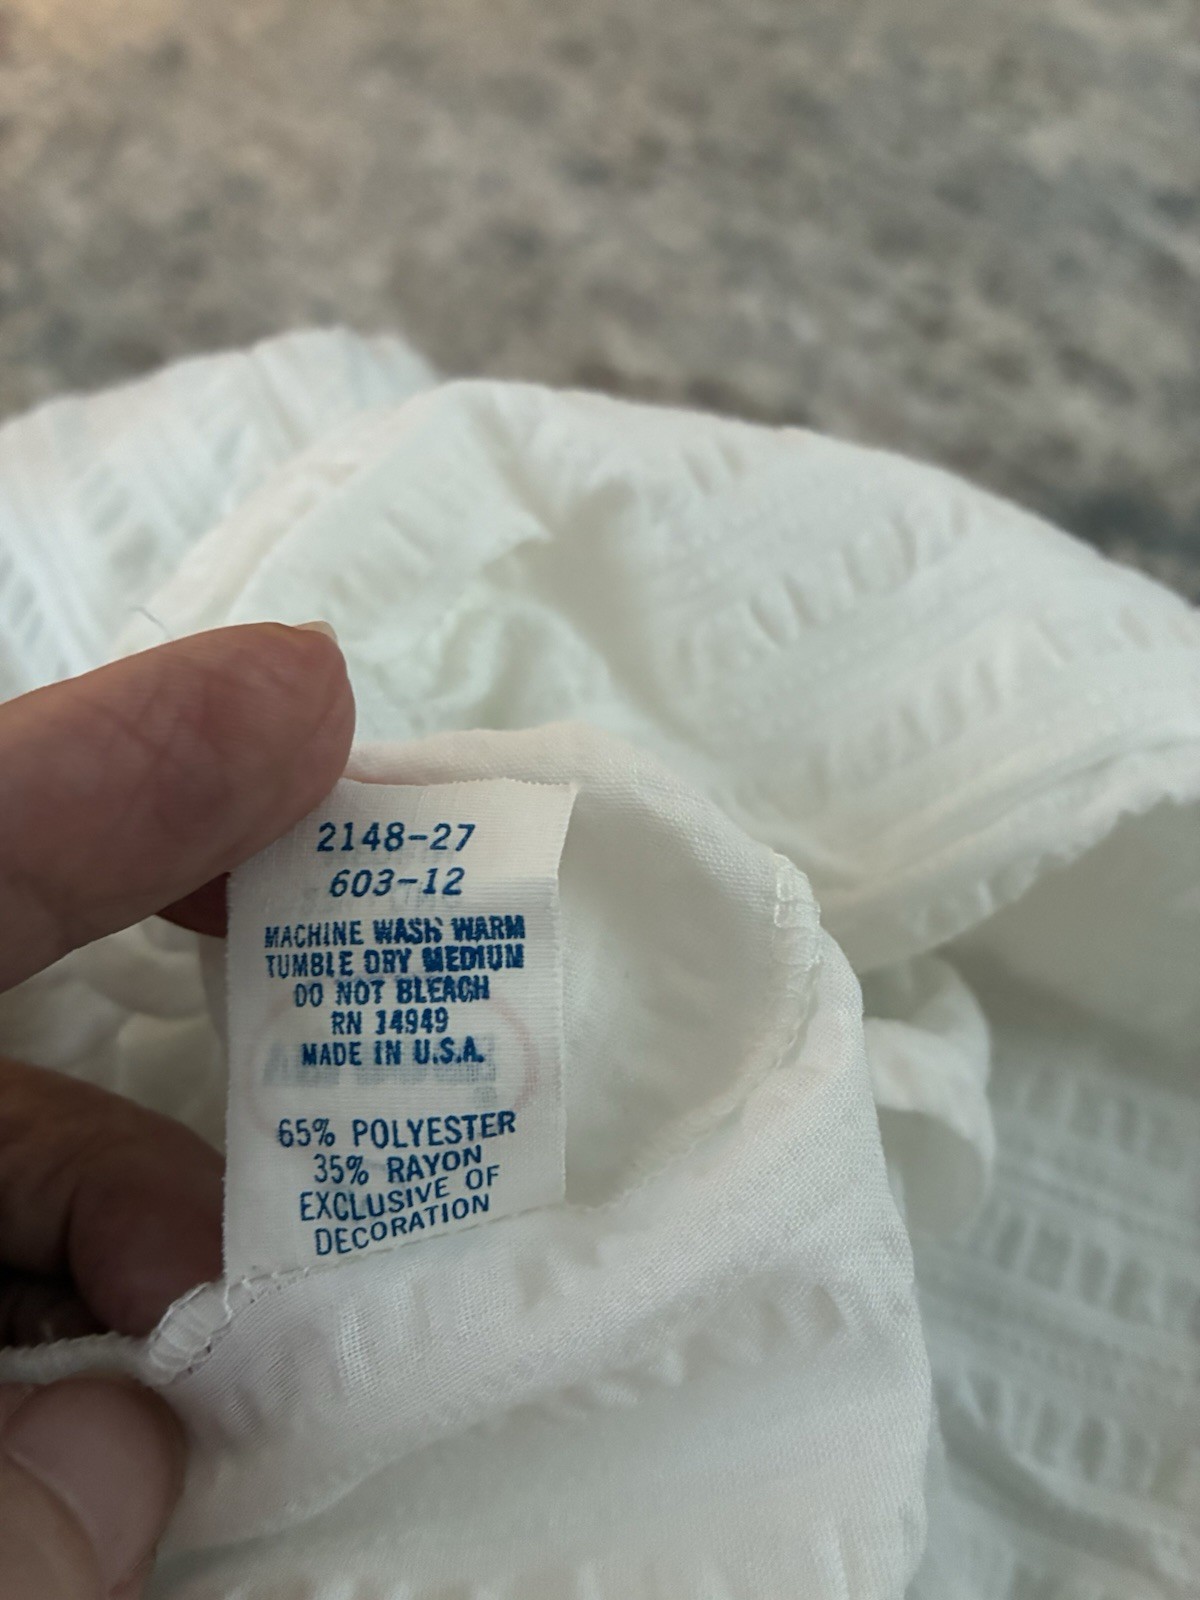 2148-27
603-12
MACHINE WASH WARM
TUMBLE DRY MEDIUM
DO NOT BLEACH
RN 14949
MADE IN U.S.A.
65% POLYESTER
35% RAYON
EXCLUSIVE OF
DECORATION